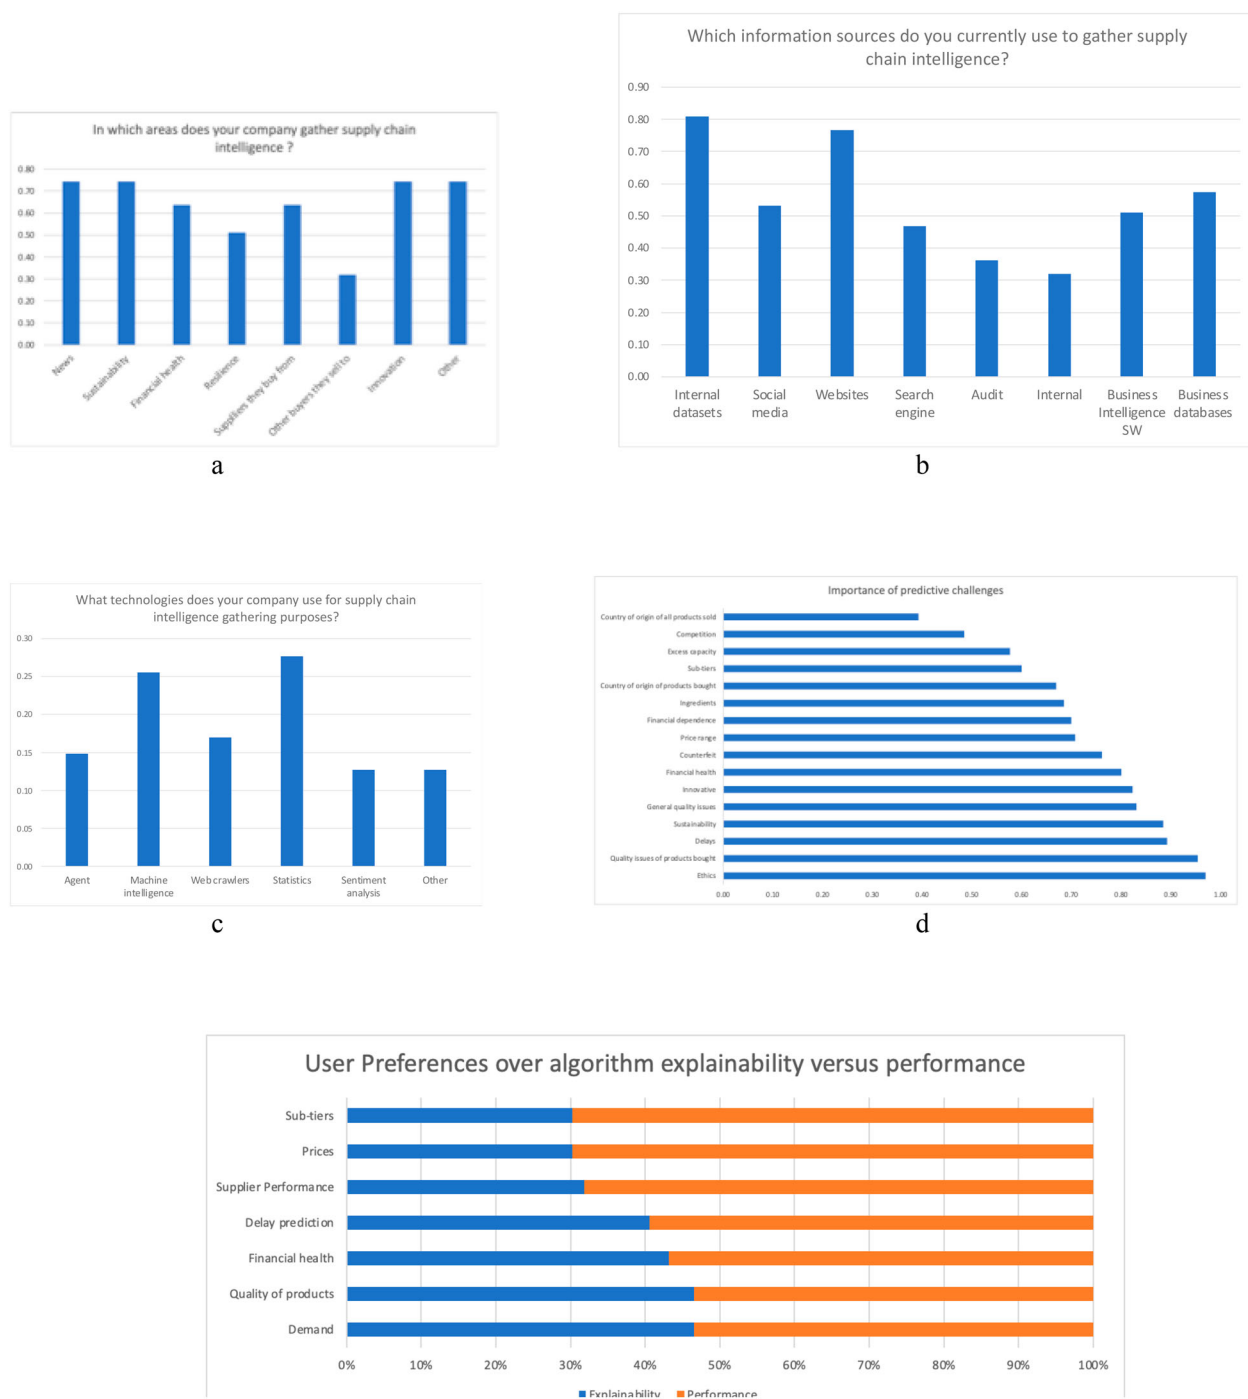 In which areas does your company gather supply chain
intelligence ?
0.80
0.70
0.60
0.50
0.40
0.30
0.20
0.10
0.00
News
Sustainability
Financial health
Resilience
Suppliers they buy from
Other buyers they sell to
Innovation
Other
a
Which information sources do you currently use to gather supply
chain intelligence?
0.90
0.80
0.70
0.60
0.50
0.40
0.30
0.20
0.10
0.00
Internal datasets
Social media
Websites
Search engine
Audit
Internal
Business Intelligence SW
Business databases
b
What technologies does your company use for supply chain
intelligence gathering purposes?
0.30
0.25
0.20
0.15
0.10
0.05
0.00
Agent
Machine intelligence
Web crawlers
Statistics
Sentiment analysis
Other
c
Importance of predictive challenges
Country of origin of all products sold
Competition
Excess capacity
Sub-tiers
Country of origin of products bought
Ingredients
Financial dependence
Price range
Counterfeit
Financial health
Innovative
General quality issues
Sustainability
Delays
Quality issues of products bought
Ethics
0.00 0.10 0.20 0.30 0.40 0.50 0.60 0.70 0.80 0.90 1.00
d
User Preferences over algorithm explainability versus performance
Sub-tiers
Prices
Supplier Performance
Delay prediction
Financial health
Quality of products
Demand
0% 10% 20% 30% 40% 50% 60% 70% 80% 90% 100%
Explainability Performance